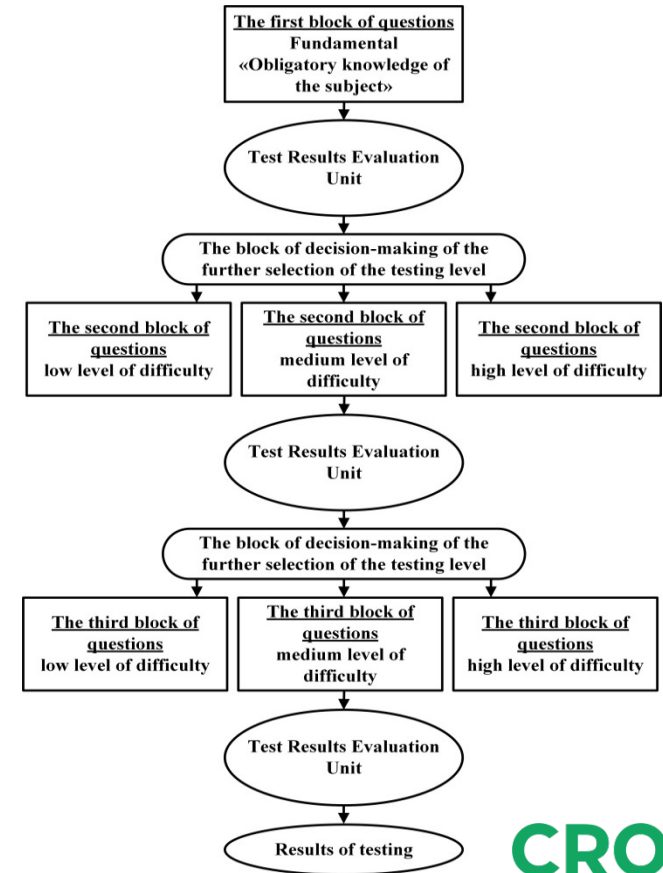 The first block of questions
Fundamental
«Obligatory knowledge of
the subject»
Test Results Evaluation
Unit
The block of decision-making of the
further selection of the testing level
The second block of
questions
low level of difficulty
The second block of
questions
medium level of
difficulty
The second block of
questions
high level of difficulty
Test Results Evaluation
Unit
The block of decision-making of the
further selection of the testing level
The third block of
questions
low level of difficulty
The third block of
questions
medium level of
difficulty
The third block of
questions
high level of difficulty
Test Results Evaluation
Unit
Results of testing
CRO